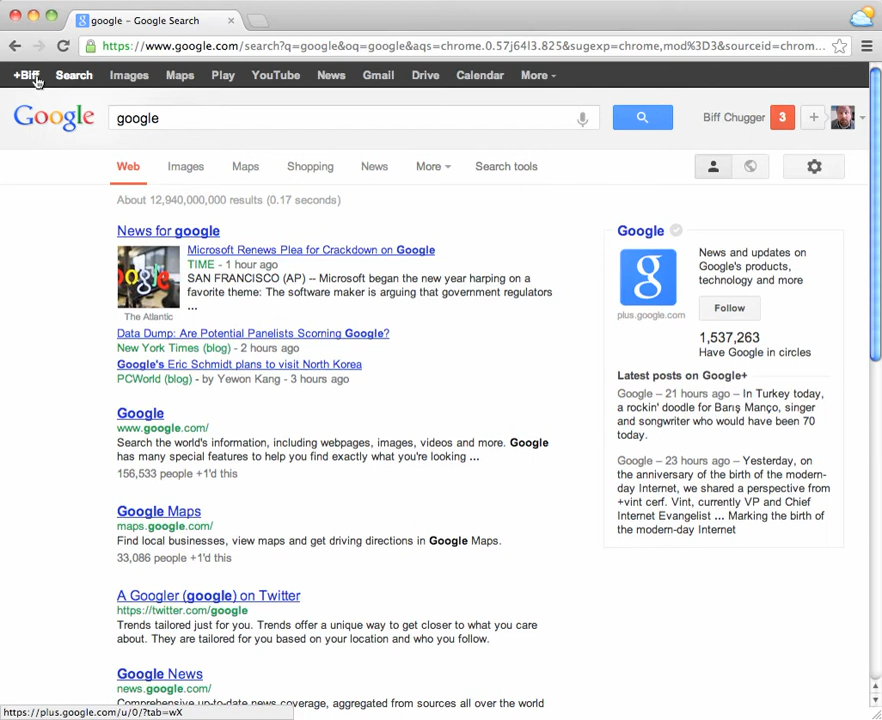 google - Google Search
https://www.google.com/search?q=google&oq=google&aqs=chrome.0.57j64l3.825&sugexp=chrome,mod%3D3&sourceid=chrom...
+Biff Search Images Maps Play YouTube News Gmail Drive Calendar More
Google google Biff Chugger 3 +
Web Images Maps Shopping News More Search tools
About 12,940,000,000 results (0.17 seconds)
News for google
Microsoft Renews Plea for Crackdown on Google
TIME - 1 hour ago
SAN FRANCISCO (AP) -- Microsoft began the new year harping on a
favorite theme: The software maker is arguing that government regulators
...
The Atlantic
Data Dump: Are Potential Panelists Scorning Google?
New York Times (blog) - 2 hours ago
Google's Eric Schmidt plans to visit North Korea
PCWorld (blog) - by Yewon Kang - 3 hours ago
Google
www.google.com/
Search the world's information, including webpages, images, videos and more. Google
has many special features to help you find exactly what you're looking ...
156,533 people +1'd this
Google Maps
maps.google.com/
Find local businesses, view maps and get driving directions in Google Maps.
33,086 people +1'd this
A Googler (google) on Twitter
https://twitter.com/google
Trends tailored just for you. Trends offer a unique way to get closer to what you care
about. They are tailored for you based on your location and who you follow.
Google News
news.google.com/
Comprehensive up-to-date news coverage, aggregated from sources all over the world
https://plus.google.com/u/0/?tab=wX
Google
g
plus.google.com
News and updates on
Google's products,
technology and more
Follow
1,537,263
Have Google in circles
Latest posts on Google+
Google – 21 hours ago – In Turkey today,
a rockin' doodle for Barış Manço, singer
and songwriter who would have been 70
today.
Google – 23 hours ago – Yesterday, on
the anniversary of the birth of the modern-
day Internet, we shared a perspective from
+vint cerf. Vint, currently VP and Chief
Internet Evangelist ... Marking the birth of
the modern-day Internet